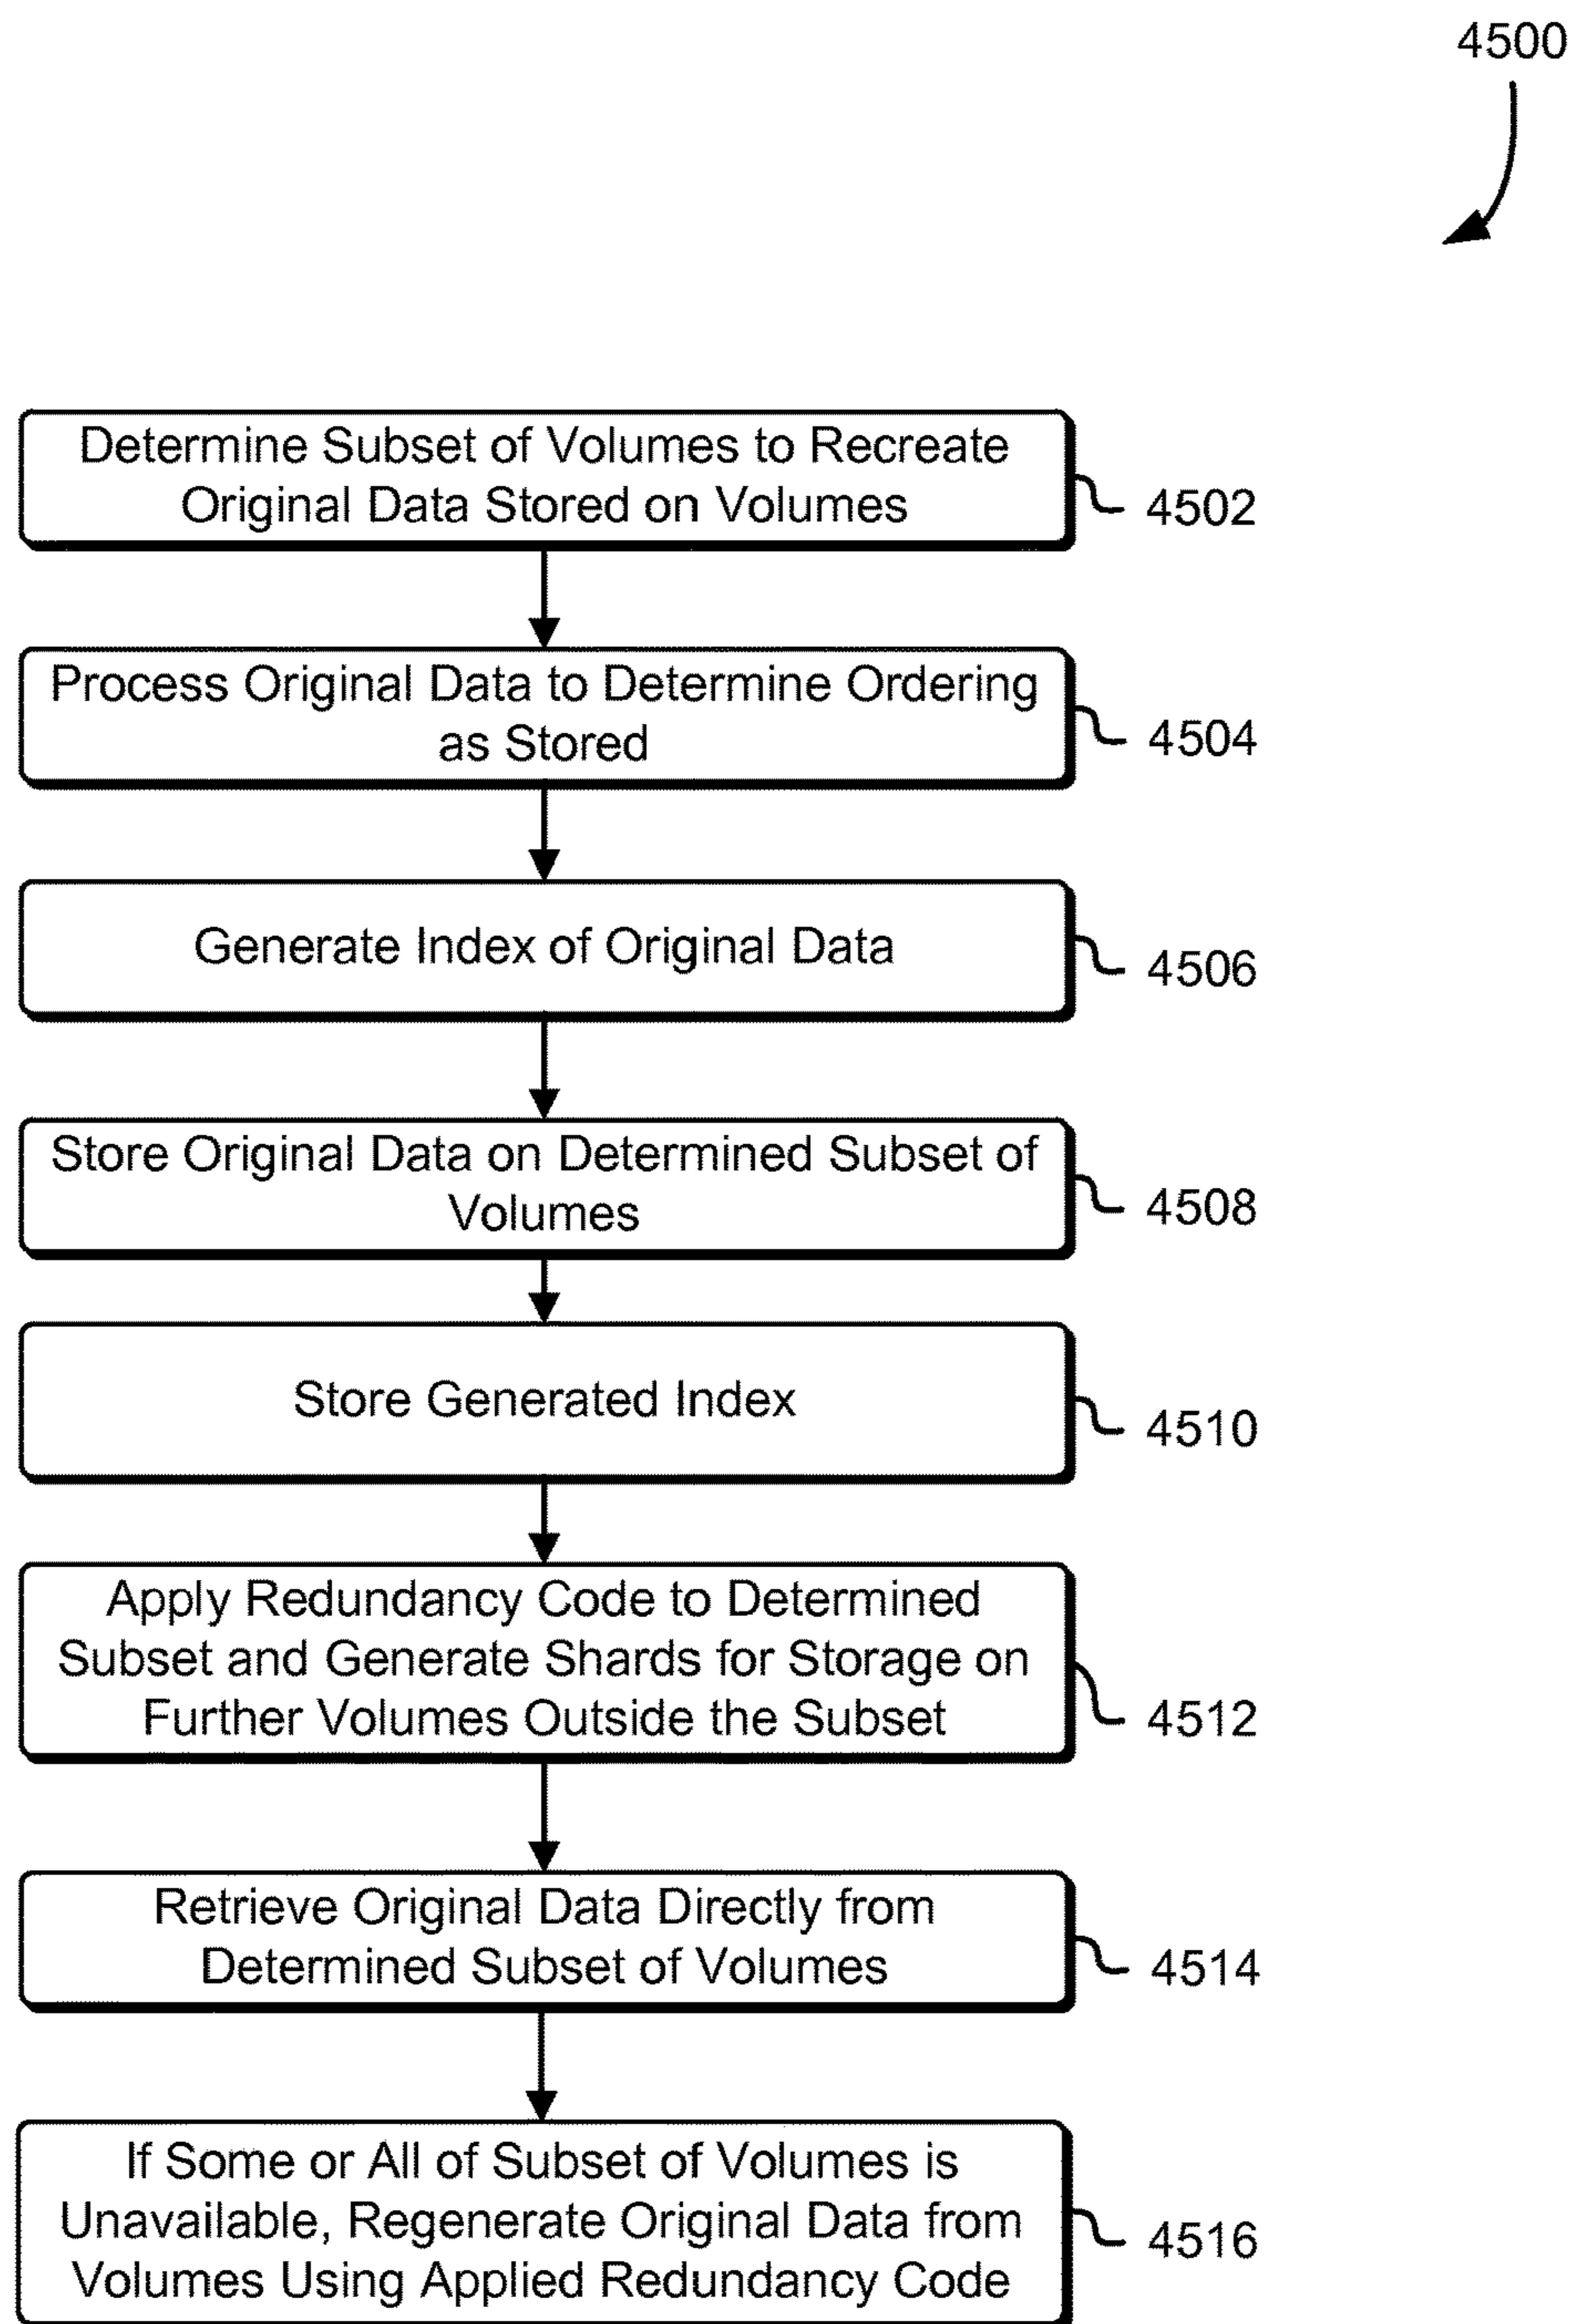 4500
Determine Subset of Volumes to Recreate
Original Data Stored on Volumes
4502
Process Original Data to Determine Ordering
as Stored
4504
Generate Index of Original Data
4506
Store Original Data on Determined Subset of
Volumes
4508
Store Generated Index
4510
Apply Redundancy Code to Determined
Subset and Generate Shards for Storage on
Further Volumes Outside the Subset
4512
Retrieve Original Data Directly from
Determined Subset of Volumes
4514
If Some or All of Subset of Volumes is
Unavailable, Regenerate Original Data from
Volumes Using Applied Redundancy Code
4516